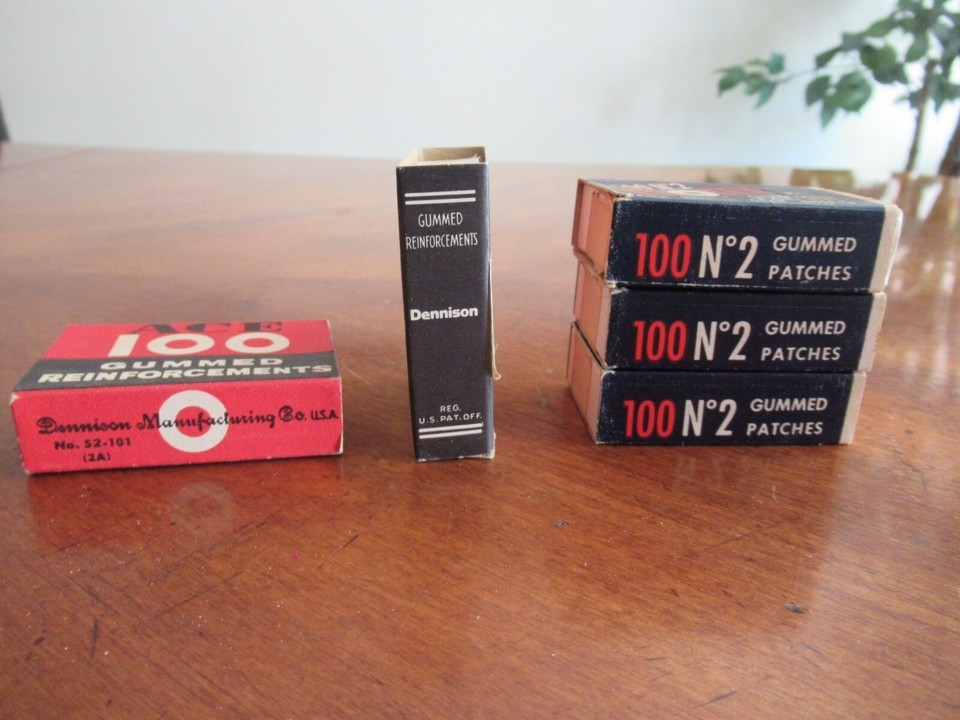 ACE
100
GUMMED
REINFORCEMENTS
Dennison Manufacturing Co. U.S.A.
No. 52-101
(2A)
GUMMED
REINFORCEMENTS
Dennison
REG.
U.S. PAT. OFF.
100 N°2 GUMMED
PATCHES
100 N°2 GUMMED
PATCHES
100 N°2 GUMMED
PATCHES